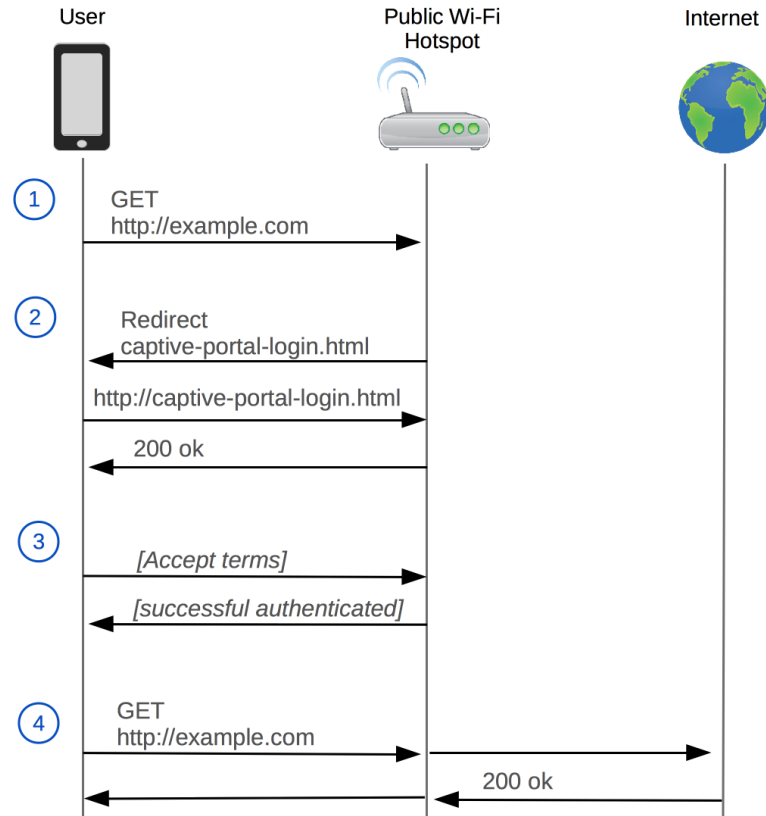 User
Public Wi-Fi
Hotspot
Internet
1
GET
http://example.com
2
Redirect
captive-portal-login.html
http://captive-portal-login.html
200 ok
3
[Accept terms]
[successful authenticated]
4
GET
http://example.com
200 ok